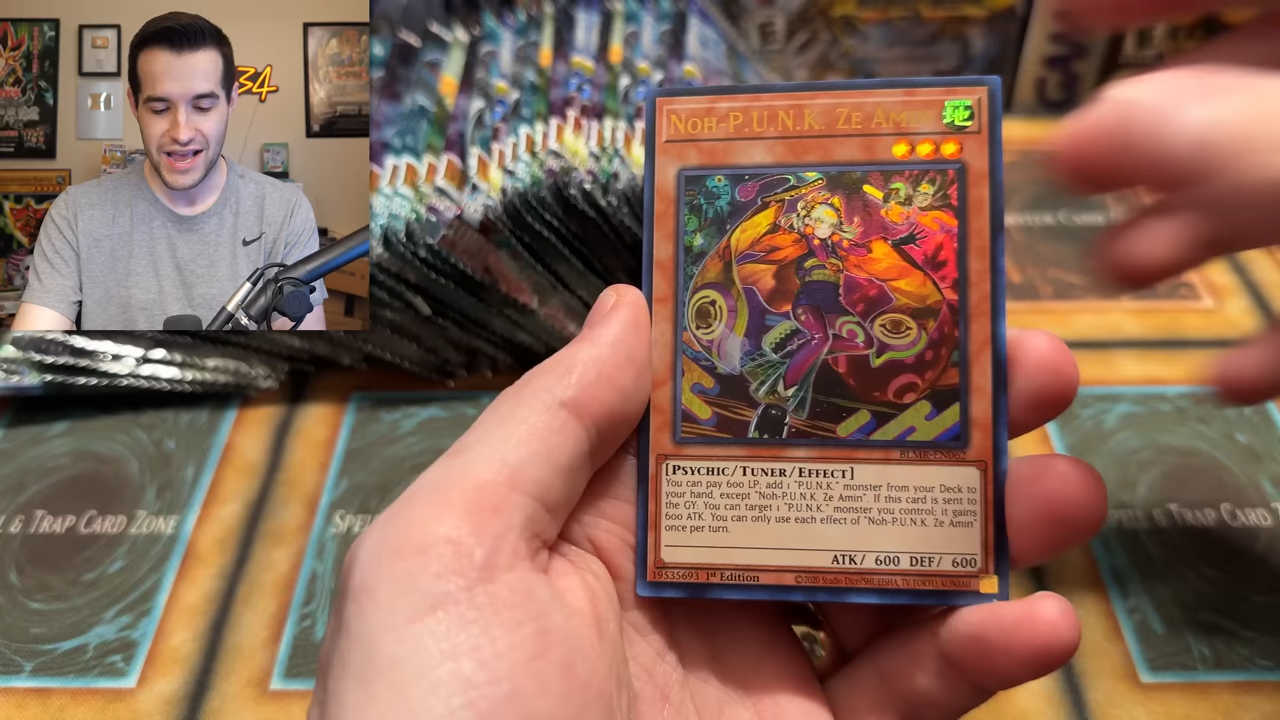 34
NOH-P.U.N.K. ZE AMIN
EARTH
地
BLMR-EN062
[PSYCHIC/TUNER/EFFECT]
You can pay 600 LP; add 1 "P.U.N.K." monster from your Deck to
your hand, except "Noh-P.U.N.K. Ze Amin". If this card is sent to
the GY: You can target 1 "P.U.N.K." monster you control; it gains
600 ATK. You can only use each effect of "Noh-P.U.N.K. Ze Amin"
once per turn.
ATK/ 600 DEF/ 600
19535693 1st Edition ©2020 Studio Dice/SHUEISHA, TV TOKYO, KONAMI
L & TRAP CARD ZONE
SPELL & TRAP CARD Z